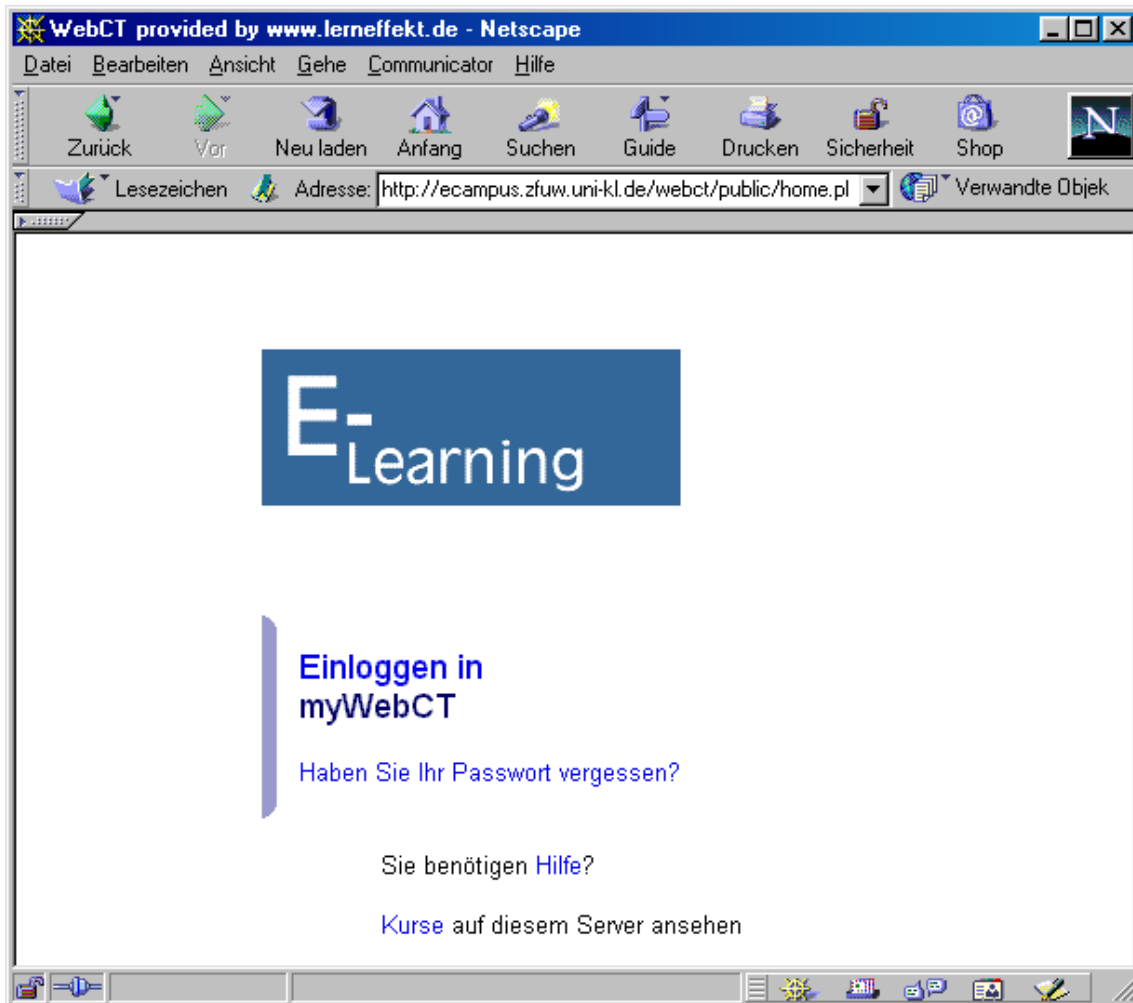 WebCT provided by www.lerneffekt.de - Netscape
Datei Bearbeiten Ansicht Gehe Communicator Hilfe
Zurück Vor Neu laden Anfang Suchen Guide Drucken Sicherheit Shop
N
Lesezeichen Adresse: http://ecampus.zfuw.uni-kl.de/webct/public/home.pl Verwandte Objek
E-
Learning
Einloggen in
myWebCT
Haben Sie Ihr Passwort vergessen?
Sie benötigen Hilfe?
Kurse auf diesem Server ansehen